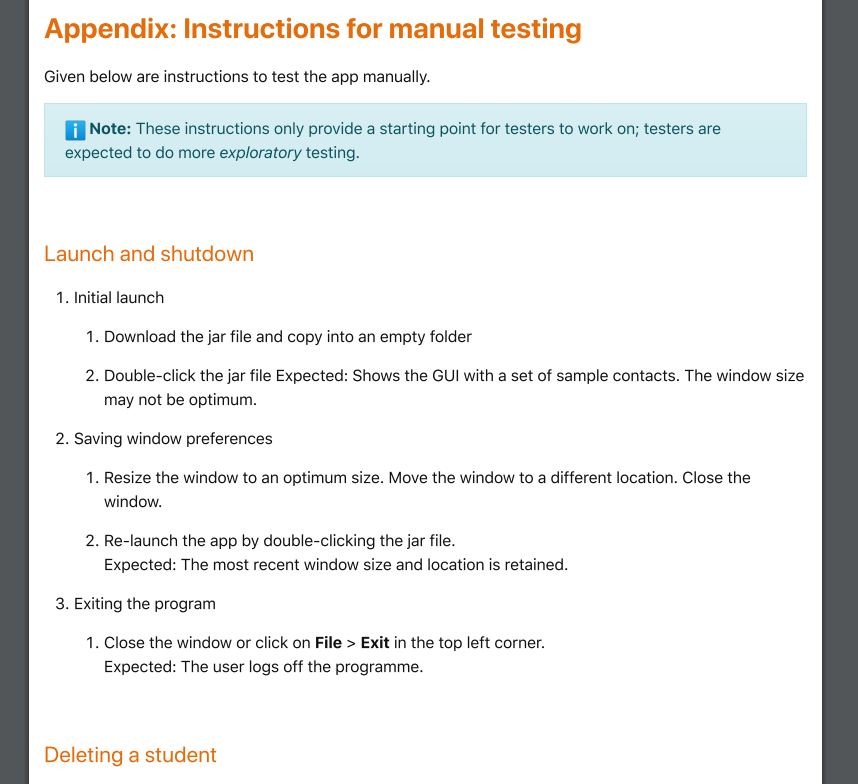 Appendix: Instructions for manual testing
Given below are instructions to test the app manually.
Note: These instructions only provide a starting point for testers to work on; testers are
expected to do more exploratory testing.
Launch and shutdown
1. Initial launch
1. Download the jar file and copy into an empty folder
2. Double-click the jar file Expected: Shows the GUI with a set of sample contacts. The window size
may not be optimum.
2. Saving window preferences
1. Resize the window to an optimum size. Move the window to a different location. Close the
window.
2. Re-launch the app by double-clicking the jar file.
Expected: The most recent window size and location is retained.
3. Exiting the program
1. Close the window or click on File > Exit in the top left corner.
Expected: The user logs off the programme.
Deleting a student